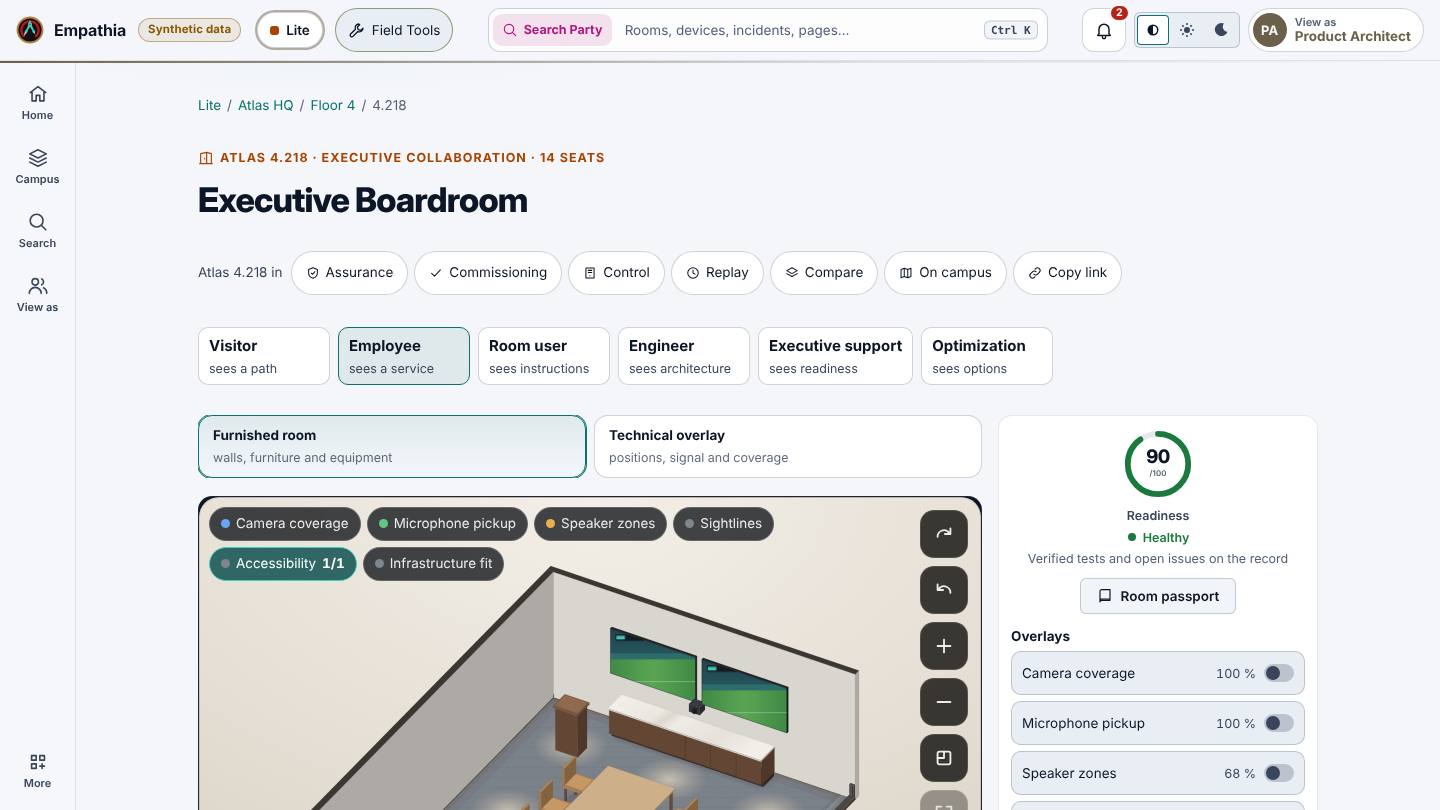 Empathia
Synthetic data
Lite
Field Tools
Search Party
Rooms, devices, incidents, pages...
Ctrl K
2
PA
View as
Product Architect
Home
Campus
Search
View as
More
Lite / Atlas HQ / Floor 4 / 4.218
ATLAS 4.218 · EXECUTIVE COLLABORATION · 14 SEATS
Executive Boardroom
Atlas 4.218 in
Assurance
Commissioning
Control
Replay
Compare
On campus
Copy link
Visitor
sees a path
Employee
sees a service
Room user
sees instructions
Engineer
sees architecture
Executive support
sees readiness
Optimization
sees options
Furnished room
walls, furniture and equipment
Technical overlay
positions, signal and coverage
Camera coverage
Microphone pickup
Speaker zones
Sightlines
Accessibility 1/1
Infrastructure fit
90
/100
Readiness
Healthy
Verified tests and open issues on the record
Room passport
Overlays
Camera coverage 100 %
Microphone pickup 100 %
Speaker zones 68 %